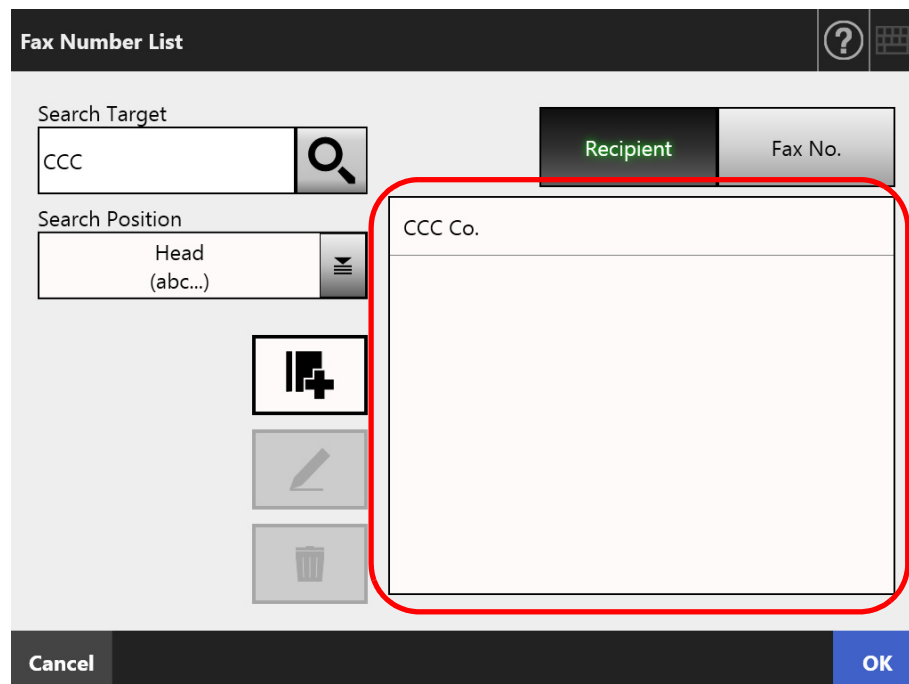 Fax Number List
?
Search Target
CCC
Recipient
Fax No.
Search Position
Head
(abc...)
CCC Co.
Cancel
OK